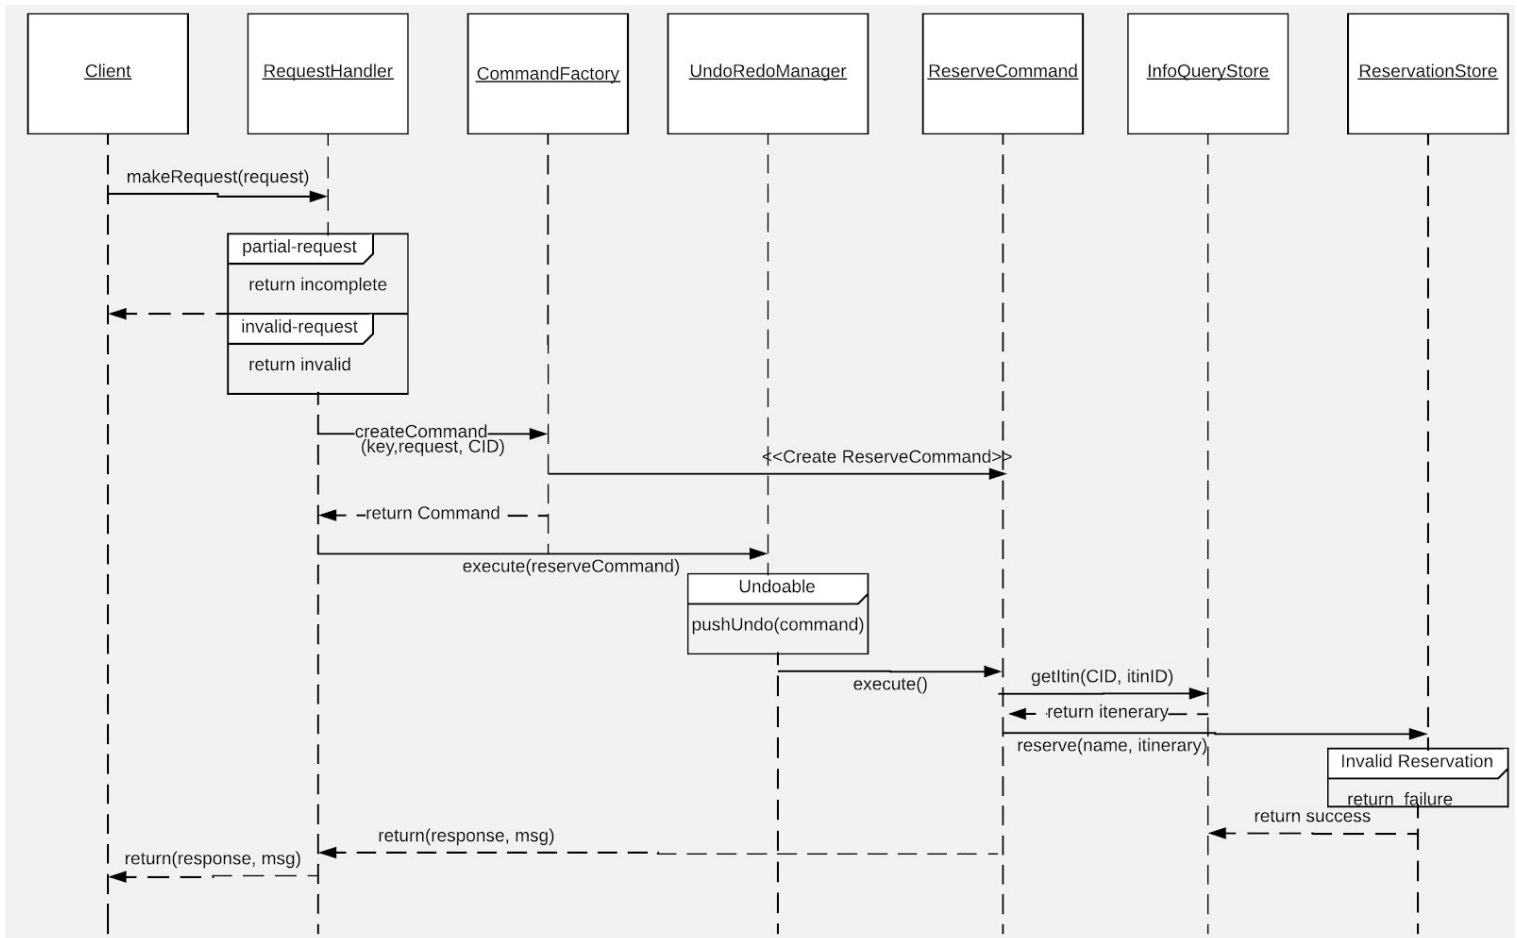 Client
RequestHandler
CommandFactory
UndoRedoManager
ReserveCommand
InfoQueryStore
ReservationStore
makeRequest(request)
partial-request
return incomplete
invalid-request
return invalid
createCommand
(key,request, CID)
<<Create ReserveCommand>>
return Command
execute(reserveCommand)
Undoable
pushUndo(command)
execute()
getItin(CID, itinID)
return itenerary
reserve(name, itinerary)
Invalid Reservation
return failure
return success
return(response, msg)
return(response, msg)